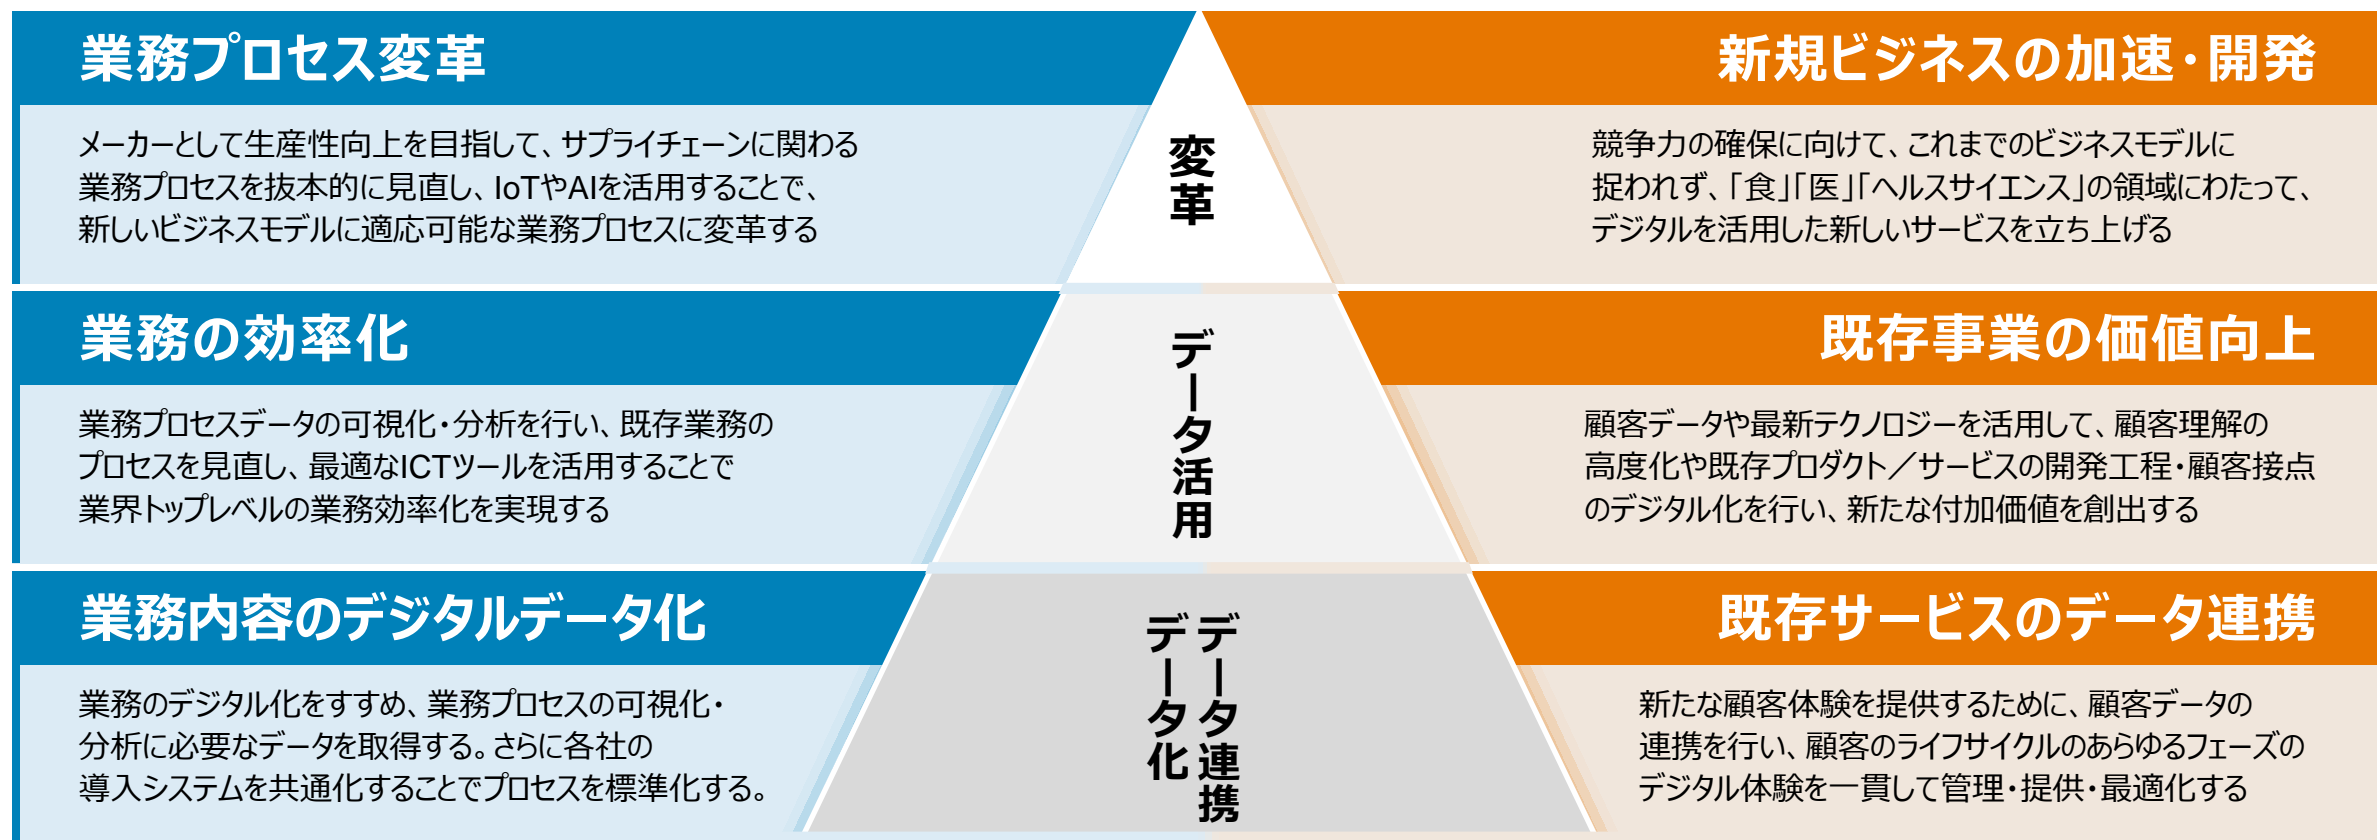 業務プロセス変革
メーカーとして生産性向上を目指して、サプライチェーンに関わる
業務プロセスを抜本的に見直し、IoTやAIを活用することで、
新しいビジネスモデルに適応可能な業務プロセスに変革する
変革
新規ビジネスの加速・開発
競争力の確保に向けて、これまでのビジネスモデルに
捉われず、「食」「医」「ヘルスサイエンス」の領域にわたって、
デジタルを活用した新しいサービスを立ち上げる
業務の効率化
業務プロセスデータの可視化・分析を行い、既存業務の
プロセスを見直し、最適なICTツールを活用することで
業界トップレベルの業務効率化を実現する
データ活用
既存事業の価値向上
顧客データや最新テクノロジーを活用して、顧客理解の
高度化や既存プロダクト／サービスの開発工程・顧客接点
のデジタル化を行い、新たな付加価値を創出する
業務内容のデジタルデータ化
業務のデジタル化をすすめ、業務プロセスの可視化・
分析に必要なデータを取得する。さらに各社の
導入システムを共通化することでプロセスを標準化する。
データ連携
データ化
既存サービスのデータ連携
新たな顧客体験を提供するために、顧客データの
連携を行い、顧客のライフサイクルのあらゆるフェーズの
デジタル体験を一貫して管理・提供・最適化する